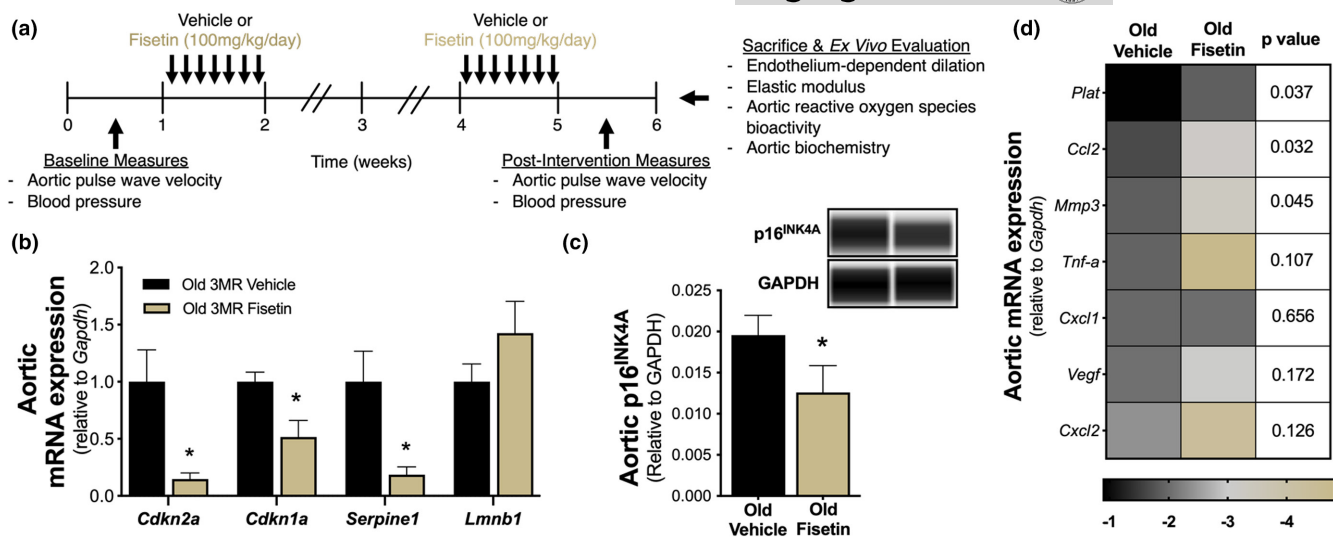 (a)
Vehicle or
Fisetin (100mg/kg/day)
Vehicle or
Fisetin (100mg/kg/day)
0
1
2
3
4
5
6
Time (weeks)
Baseline Measures
- Aortic pulse wave velocity
- Blood pressure
Post-Intervention Measures
- Aortic pulse wave velocity
- Blood pressure
Sacrifice & Ex Vivo Evaluation
- Endothelium-dependent dilation
- Elastic modulus
- Aortic reactive oxygen species
bioactivity
- Aortic biochemistry
(b)
Aortic
mRNA expression
(relative to Gapdh)
2.0
1.5
1.0
0.5
0.0
Old 3MR Vehicle
Old 3MR Fisetin
*
*
*
Cdkn2a
Cdkn1a
Serpine1
Lmnb1
(c)
p16INK4A
GAPDH
Aortic p16INK4A
(Relative to GAPDH)
0.025
0.020
0.015
0.010
0.005
0.000
*
Old
Vehicle
Old
Fisetin
(d)
Old
Vehicle
Old
Fisetin
p value
Aortic mRNA expression
(relative to Gapdh)
Plat
0.037
Ccl2
0.032
Mmp3
0.045
Tnf-a
0.107
Cxcl1
0.656
Vegf
0.172
Cxcl2
0.126
-1
-2
-3
-4